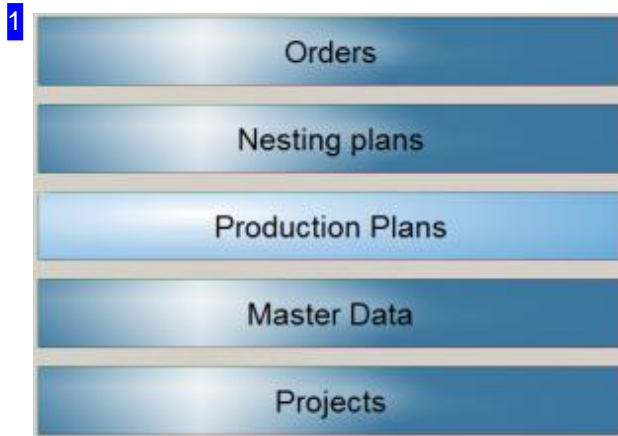 1
Orders
Nesting plans
Production Plans
Master Data
Projects